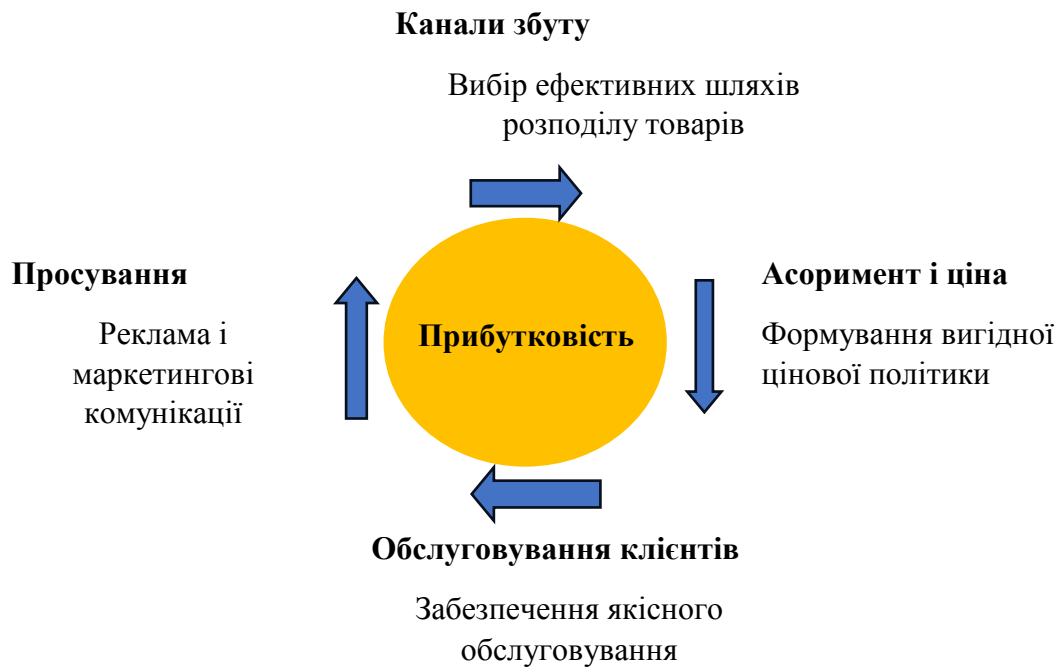 Канали збуту
Вибір ефективних шляхів
розподілу товарів
Просування
Реклама і
маркетингові
комунікації
Прибутковість
Асоримент і ціна
Формування вигідної
цінової політики
Обслуговування клієнтів
Забезпечення якісного
обслуговування